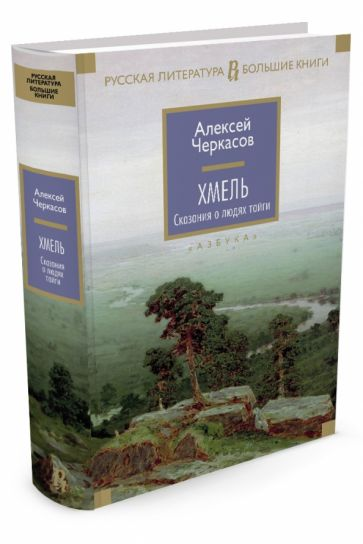 РУССКАЯ ЛИТЕРАТУРА
БОЛЬШИЕ КНИГИ
Алексей
Черкасов
ХМЕЛЬ
Сказания
о людях
тайги
РУССКАЯ ЛИТЕРАТУРА БОЛЬШИЕ КНИГИ
Алексей
Черкасов
ХМЕЛЬ
Сказания о людях тайги
«АЗБУКА»